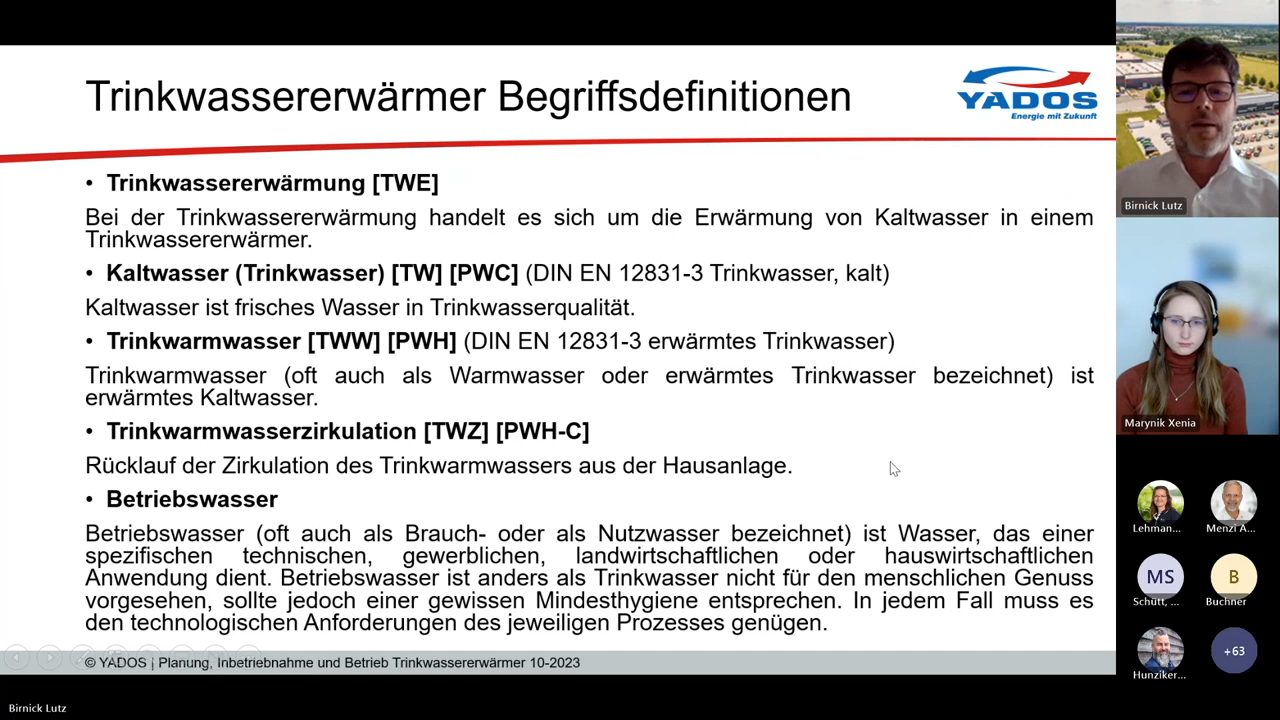 Trinkwassererwärmer Begriffsdefinitionen
YADOS
Energie mit Zukunft
• Trinkwassererwärmung [TWE]
Bei der Trinkwassererwärmung handelt es sich um die Erwärmung von Kaltwasser in einem
Trinkwassererwärmer.
• Kaltwasser (Trinkwasser) [TW] [PWC] (DIN EN 12831-3 Trinkwasser, kalt)
Kaltwasser ist frisches Wasser in Trinkwasserqualität.
• Trinkwarmwasser [TWW] [PWH] (DIN EN 12831-3 erwärmtes Trinkwasser)
Trinkwarmwasser (oft auch als Warmwasser oder erwärmtes Trinkwasser bezeichnet) ist
erwärmtes Kaltwasser.
• Trinkwarmwasserzirkulation [TWZ] [PWH-C]
Rücklauf der Zirkulation des Trinkwarmwassers aus der Hausanlage.
• Betriebswasser
Betriebswasser (oft auch als Brauch- oder als Nutzwasser bezeichnet) ist Wasser, das einer
spezifischen technischen, gewerblichen, landwirtschaftlichen oder hauswirtschaftlichen
Anwendung dient. Betriebswasser ist anders als Trinkwasser nicht für den menschlichen Genuss
vorgesehen, sollte jedoch einer gewissen Mindesthygiene entsprechen. In jedem Fall muss es
den technologischen Anforderungen des jeweiligen Prozesses genügen.
© YADOS | Planung, Inbetriebnahme und Betrieb Trinkwassererwärmer 10-2023
Birnick Lutz
Birnick Lutz
Marynik Xenia
Lehman...
Menzi A...
MS
B
Schütt, ...
Buchner
Hunziker...
+63